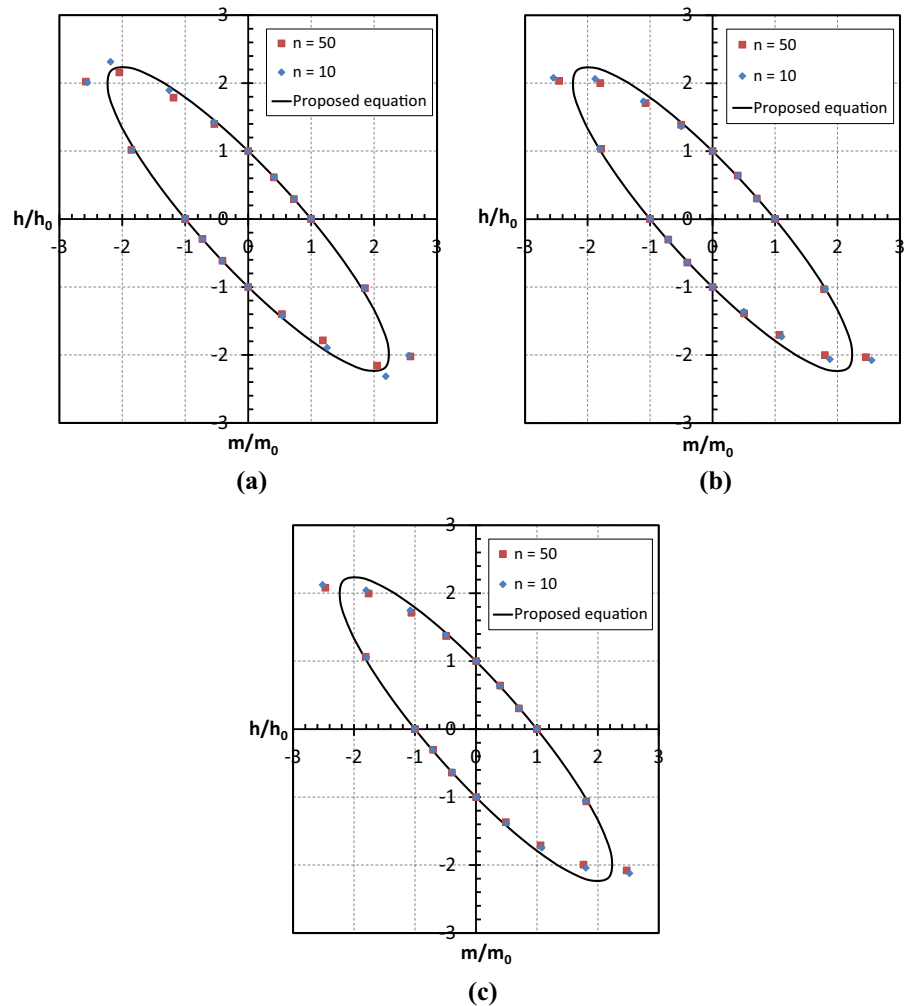 3
n = 50
n = 10
Proposed equation
2
1
h/h0
0
-3 -2 -1 0 1 2 3
-1
-2
-3
m/m0
(a)
3
n = 50
n = 10
Proposed equation
2
1
h/h0
0
-3 -2 -1 0 1 2 3
-1
-2
-3
m/m0
(b)
3
n = 50
n = 10
Proposed equation
2
1
h/h0
0
-3 -2 -1 0 1 2 3
-1
-2
-3
m/m0
(c)